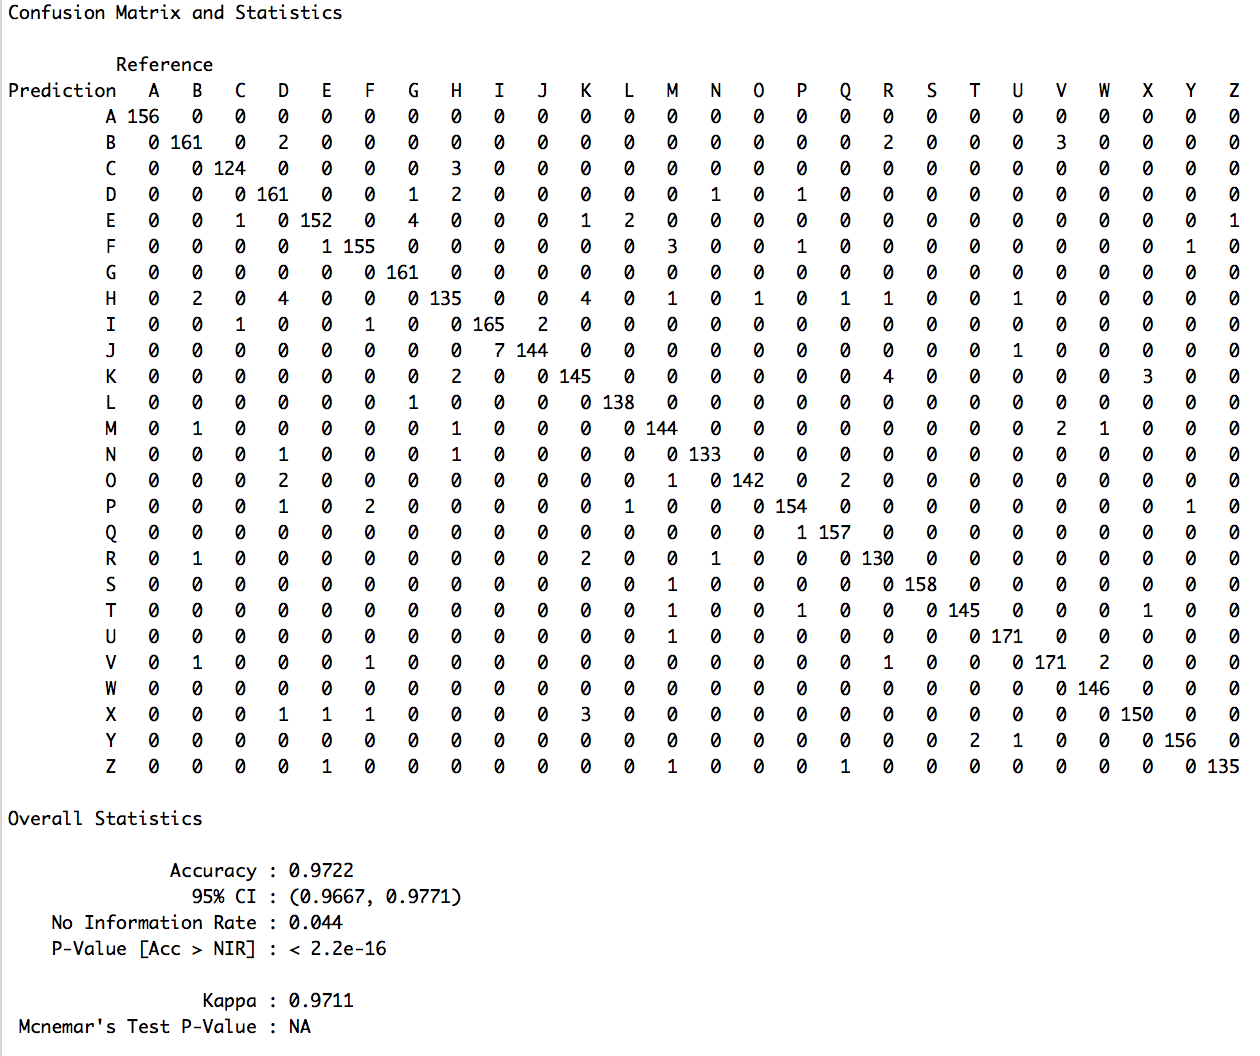 Confusion Matrix and Statistics
Reference
Prediction A B C D E F G H I J K L M N O P Q R S T U V W X Y Z
A 156 0 0 0 0 0 0 0 0 0 0 0 0 0 0 0 0 0 0 0 0 0 0 0 0 0
B 0 161 0 2 0 0 0 0 0 0 0 0 0 0 0 0 0 2 0 0 0 3 0 0 0 0
C 0 0 124 0 0 0 0 3 0 0 0 0 0 0 0 0 0 0 0 0 0 0 0 0 0 0
D 0 0 0 161 0 0 1 2 0 0 0 0 0 1 0 1 0 0 0 0 0 0 0 0 0 0
E 0 0 1 0 152 0 4 0 0 0 1 2 0 0 0 0 0 0 0 0 0 0 0 0 0 1
F 0 0 0 0 1 155 0 0 0 0 0 0 3 0 0 1 0 0 0 0 0 0 0 0 1 0
G 0 0 0 0 0 0 161 0 0 0 0 0 0 0 0 0 0 0 0 0 0 0 0 0 0 0
H 0 2 0 4 0 0 0 135 0 0 4 0 1 0 1 0 1 1 0 0 1 0 0 0 0 0
I 0 0 1 0 0 1 0 0 165 2 0 0 0 0 0 0 0 0 0 0 0 0 0 0 0 0
J 0 0 0 0 0 0 0 0 7 144 0 0 0 0 0 0 0 0 0 0 1 0 0 0 0 0
K 0 0 0 0 0 0 0 2 0 0 145 0 0 0 0 0 0 4 0 0 0 0 0 3 0 0
L 0 0 0 0 0 0 1 0 0 0 0 138 0 0 0 0 0 0 0 0 0 0 0 0 0 0
M 0 1 0 0 0 0 0 1 0 0 0 0 144 0 0 0 0 0 0 0 0 2 1 0 0 0
N 0 0 0 1 0 0 0 1 0 0 0 0 0 133 0 0 0 0 0 0 0 0 0 0 0 0
O 0 0 0 2 0 0 0 0 0 0 0 0 1 0 142 0 2 0 0 0 0 0 0 0 0 0
P 0 0 0 1 0 2 0 0 0 0 0 1 0 0 0 154 0 0 0 0 0 0 0 0 1 0
Q 0 0 0 0 0 0 0 0 0 0 0 0 0 0 0 1 157 0 0 0 0 0 0 0 0 0
R 0 1 0 0 0 0 0 0 0 0 2 0 0 1 0 0 0 130 0 0 0 0 0 0 0 0
S 0 0 0 0 0 0 0 0 0 0 0 0 1 0 0 0 0 0 158 0 0 0 0 0 0 0
T 0 0 0 0 0 0 0 0 0 0 0 0 1 0 0 1 0 0 0 145 0 0 0 1 0 0
U 0 0 0 0 0 0 0 0 0 0 0 0 1 0 0 0 0 0 0 0 171 0 0 0 0 0
V 0 1 0 0 0 1 0 0 0 0 0 0 0 0 0 0 0 1 0 0 0 171 2 0 0 0
W 0 0 0 0 0 0 0 0 0 0 0 0 0 0 0 0 0 0 0 0 0 0 146 0 0 0
X 0 0 0 1 1 1 0 0 0 0 3 0 0 0 0 0 0 0 0 0 0 0 0 150 0 0
Y 0 0 0 0 0 0 0 0 0 0 0 0 0 0 0 0 0 0 0 2 1 0 0 0 156 0
Z 0 0 0 0 1 0 0 0 0 0 0 0 1 0 0 0 1 0 0 0 0 0 0 0 0 135
Overall Statistics
Accuracy : 0.9722
95% CI : (0.9667, 0.9771)
No Information Rate : 0.044
P-Value [Acc > NIR] : < 2.2e-16
Kappa : 0.9711
Mcnemar's Test P-Value : NA